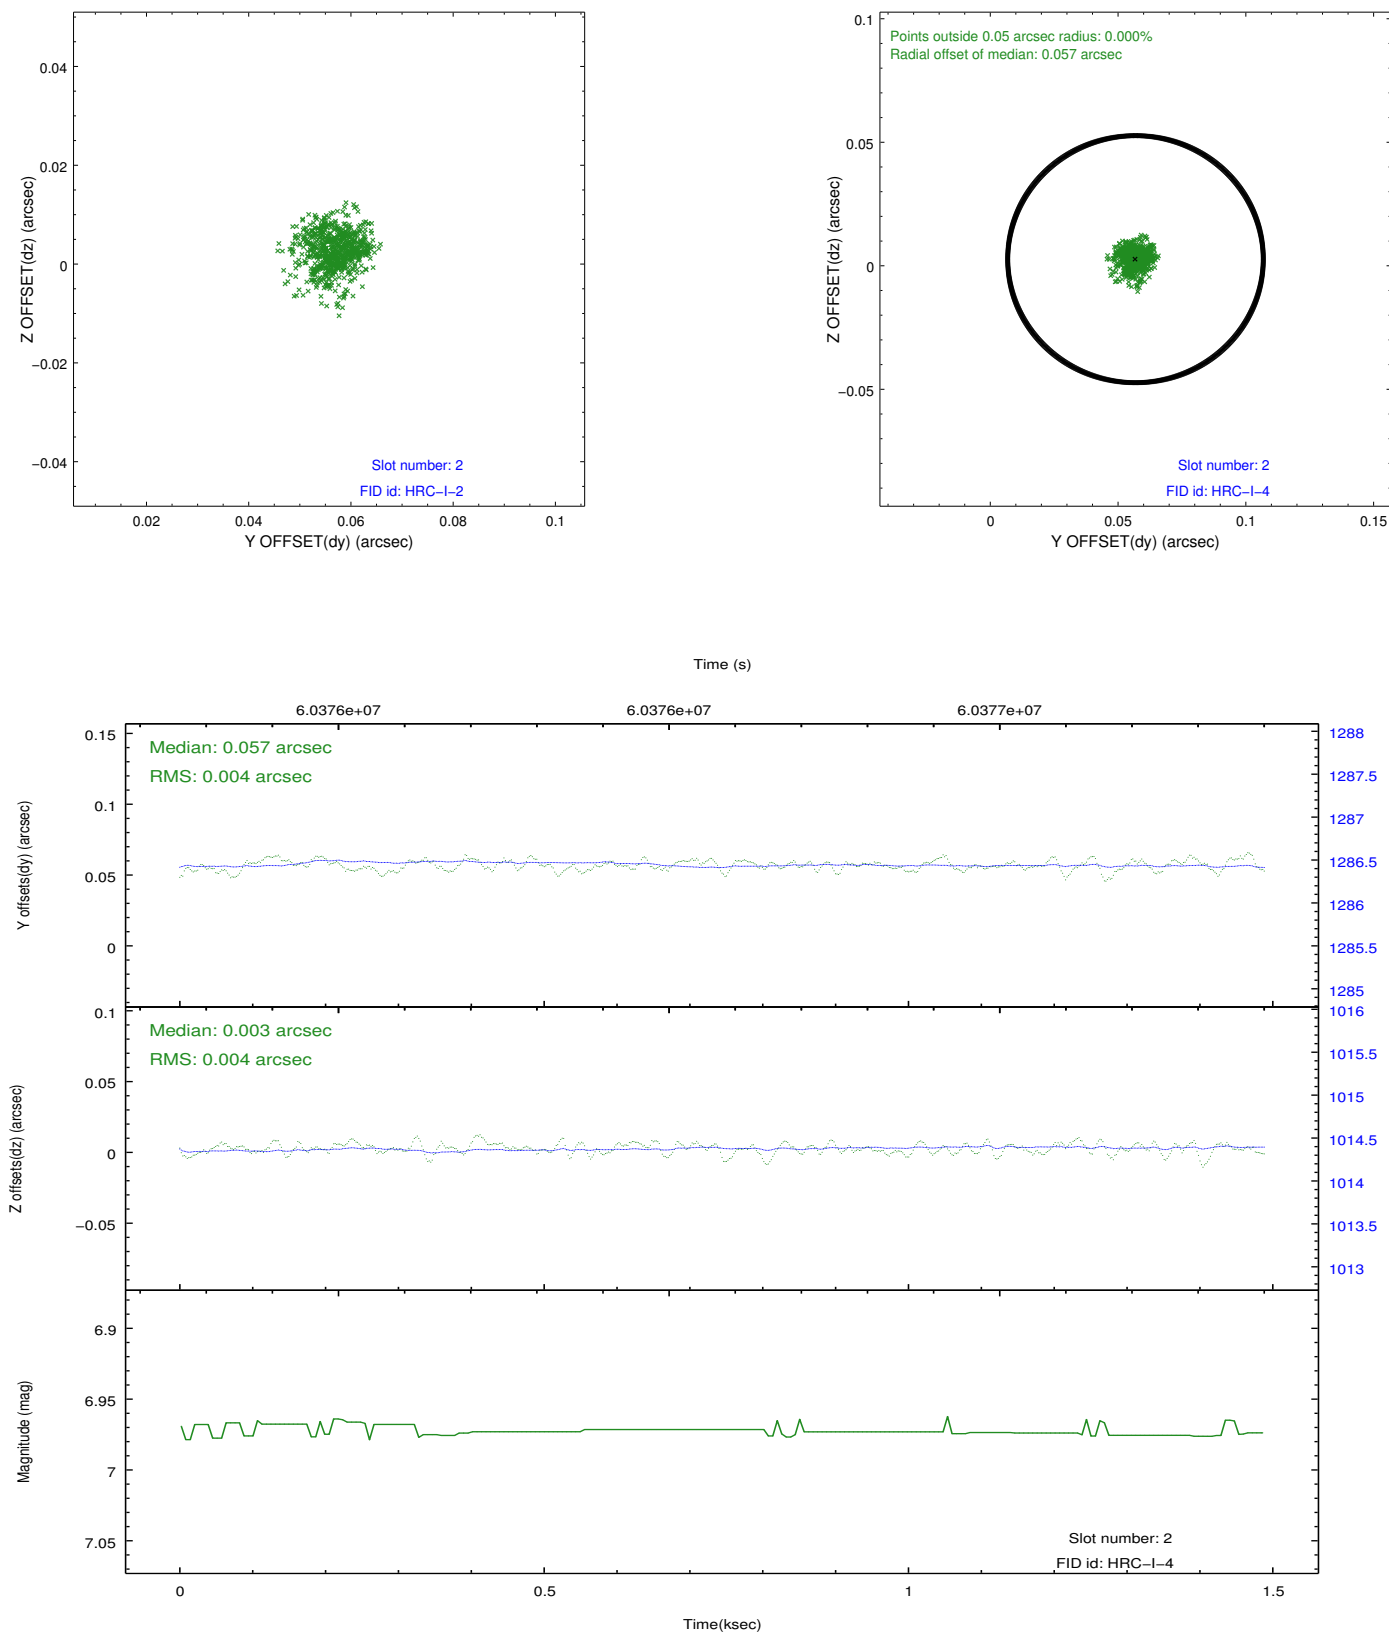 0.04
0.02
0
−0.02
−0.04
Z OFFSET(dz) (arcsec)
Slot number: 2
FID id: HRC−I−2
0.02
0.04
0.06
0.08
0.1
Y OFFSET(dy) (arcsec)
Points outside 0.05 arcsec radius: 0.000%
Radial offset of median: 0.057 arcsec
0.1
0.05
0
−0.05
Z OFFSET(dz) (arcsec)
Slot number: 2
FID id: HRC−I−4
0
0.05
0.1
0.15
Y OFFSET(dy) (arcsec)
Time (s)
6.0376e+07
6.0376e+07
6.0377e+07
Median: 0.057 arcsec
RMS: 0.004 arcsec
0.15
0.1
0.05
0
Y offsets(dy) (arcsec)
1288
1287.5
1287
1286.5
1286
1285.5
1285
Median: 0.003 arcsec
RMS: 0.004 arcsec
0.1
0.05
0
−0.05
Z offsets(dz) (arcsec)
1016
1015.5
1015
1014.5
1014
1013.5
1013
6.9
6.95
7
7.05
Magnitude (mag)
Slot number: 2
FID id: HRC−I−4
0
0.5
1
1.5
Time(ksec)